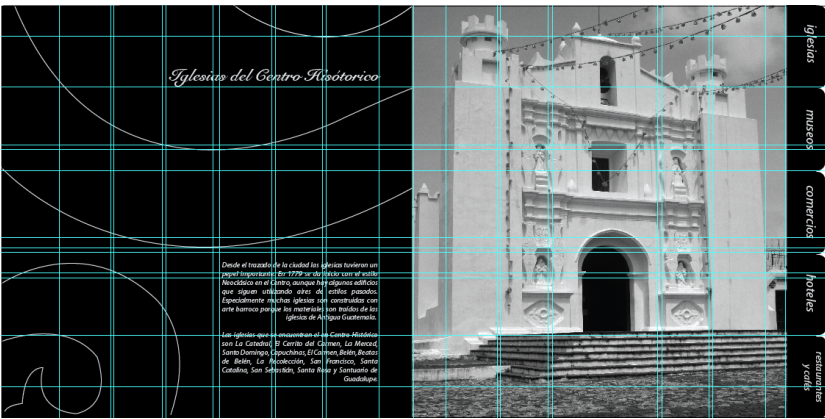 Iglesias del Centro Hisótorico
Desde el trazado de la ciudad las iglesias tuvieron un
papel importante. En 1779 se da inicio con el estilo
Neoclásico en el Centro, aunque hay algunos edificios
que siguen utilizando aires de estilos pasados.
Especialmente muchas iglesias son construidas con
arte barroco porque los materiales son traídos de las
iglesias de Antigua Guatemala.
Las iglesias que se encuentran el en Centro Histórico
son La Catedral, El Cerrito del Carmen, La Merced,
Santo Domingo, Capuchinas, El Carmen, Belén, Beatas
de Belén, La Recolección, San Francisco, Santa
Catalina, San Sebastián, Santa Rosa y Santuario de
Guadalupe.
iglesias
museos
comercios
hoteles
restaurantes
y cafés